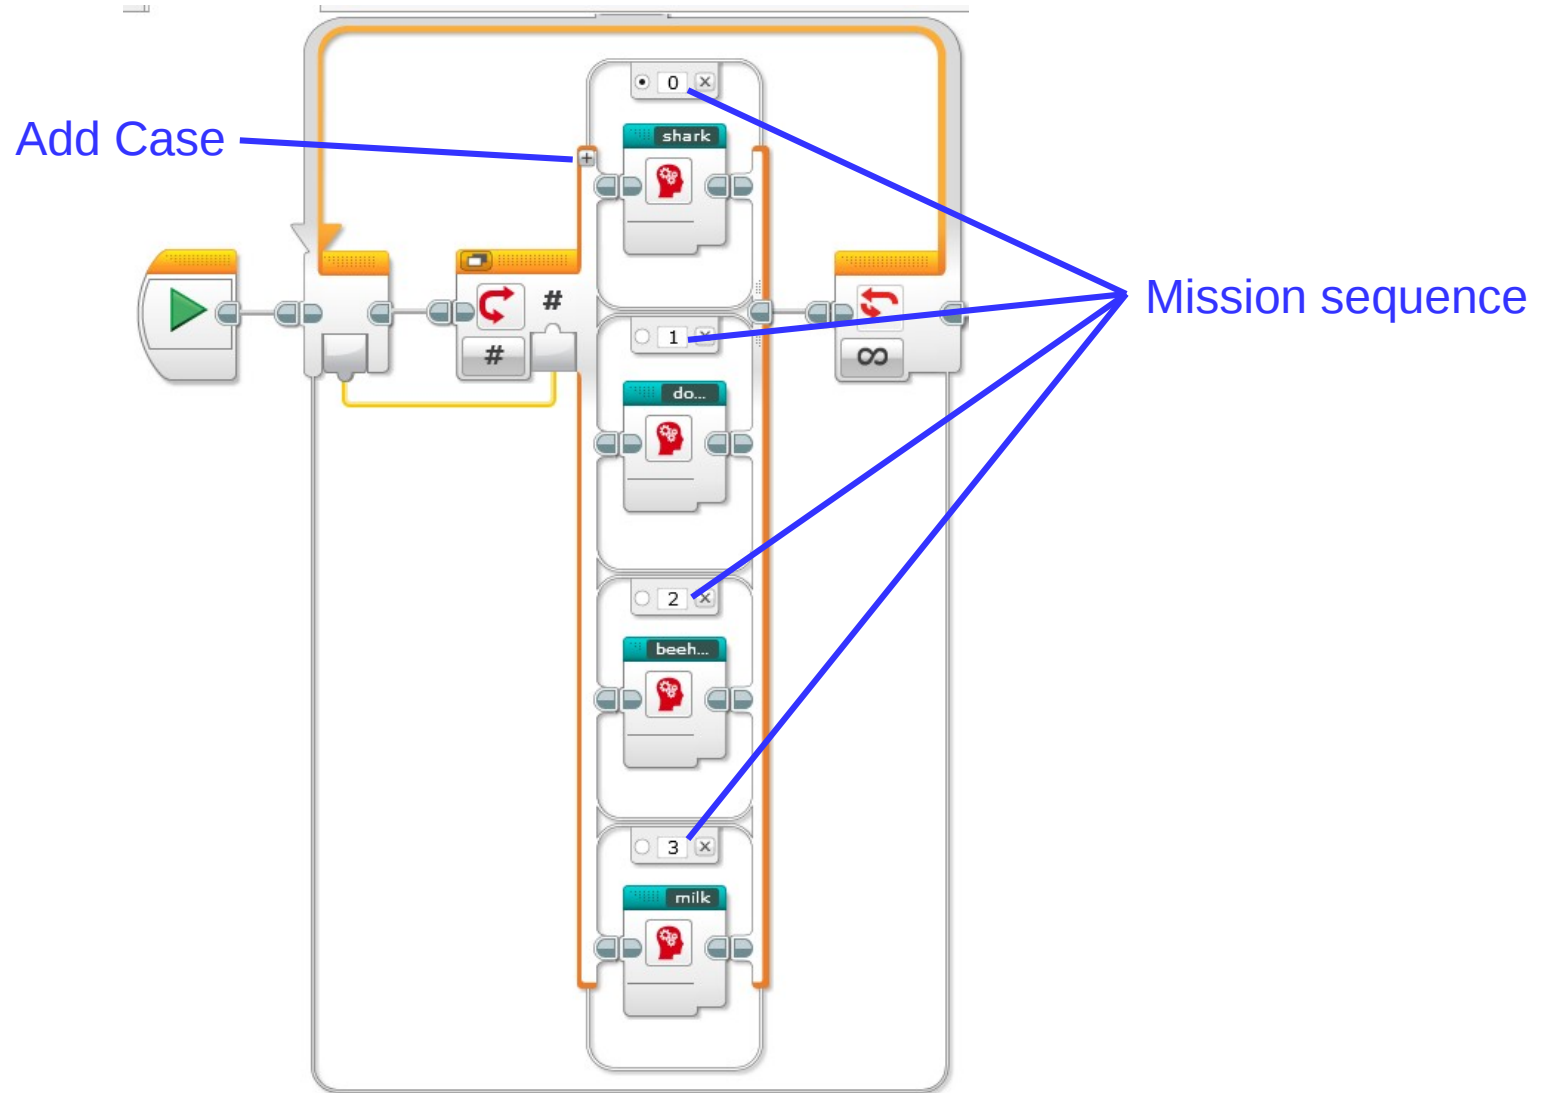 0
Add Case
shark
#
Mission sequence
1
#
∞
do...
2
beeh...
3
milk